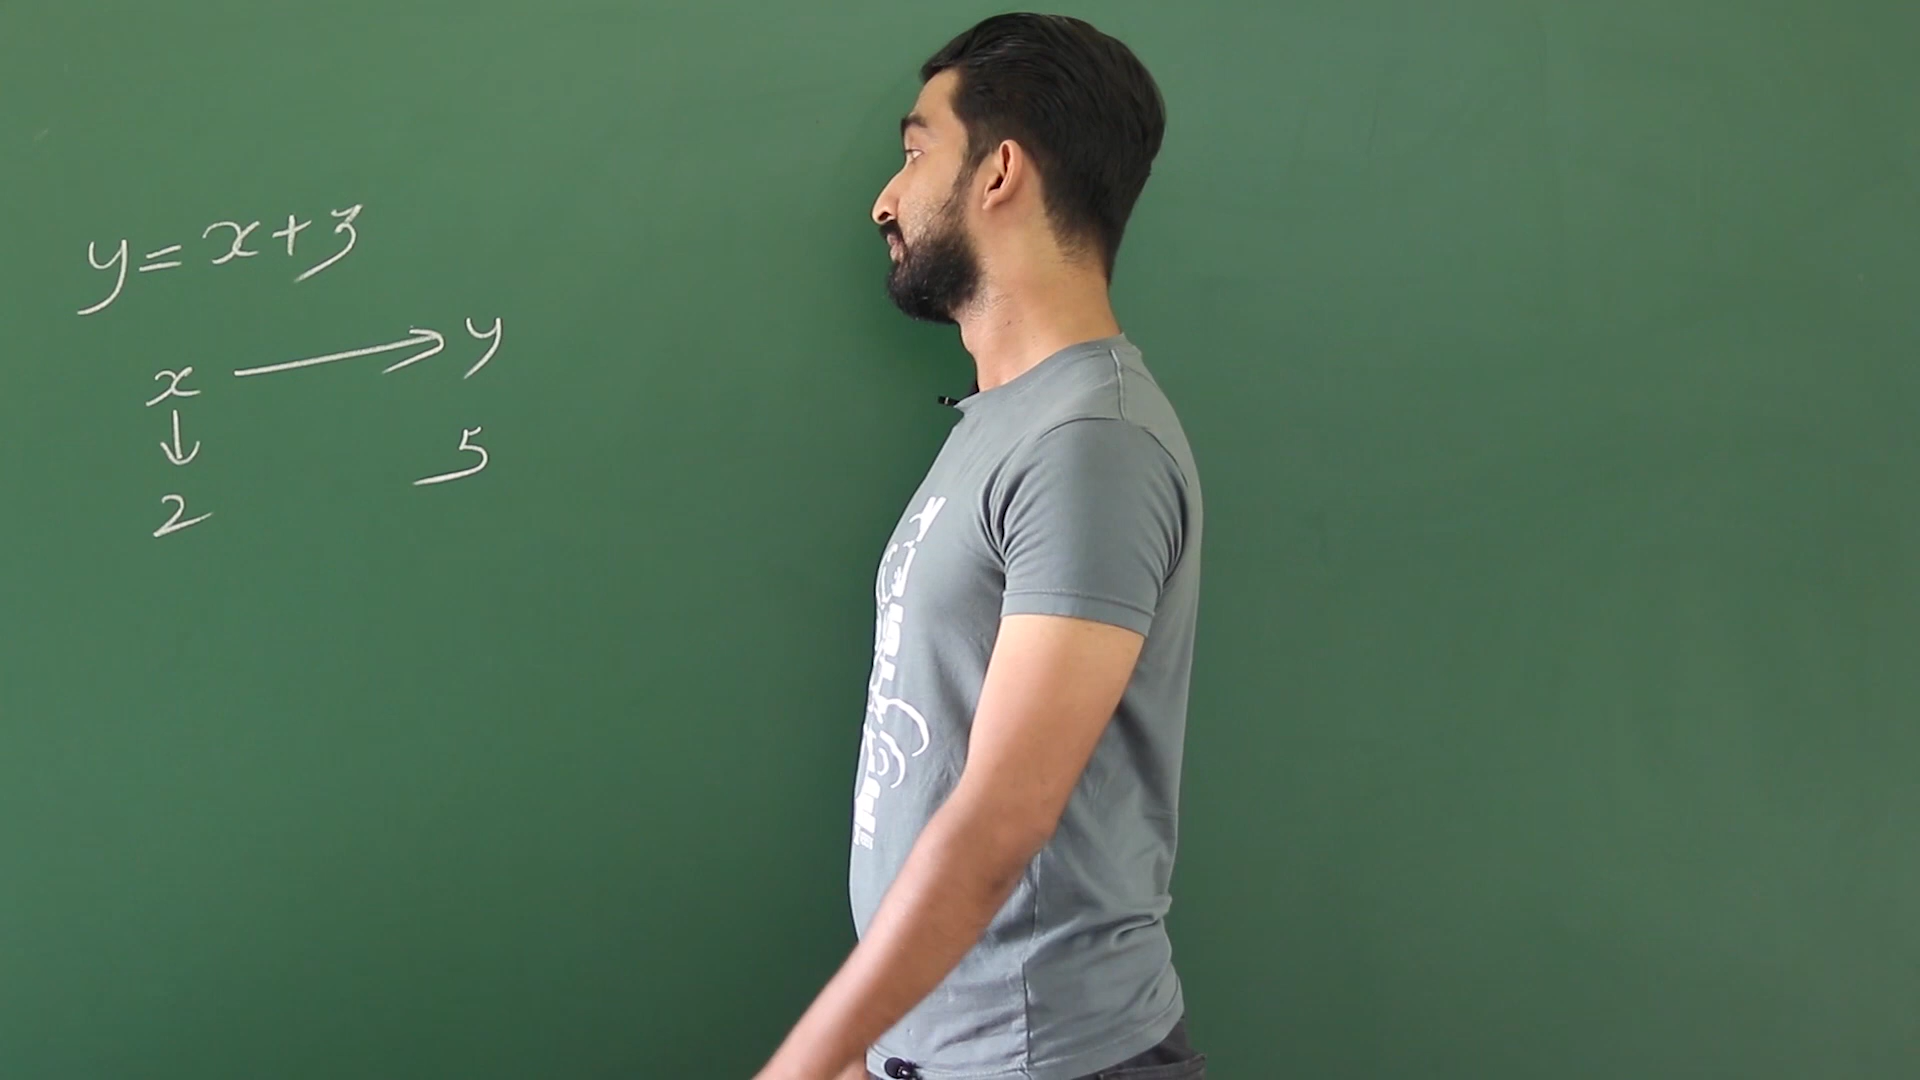 y = x + 3
x → y
↓ 5
2